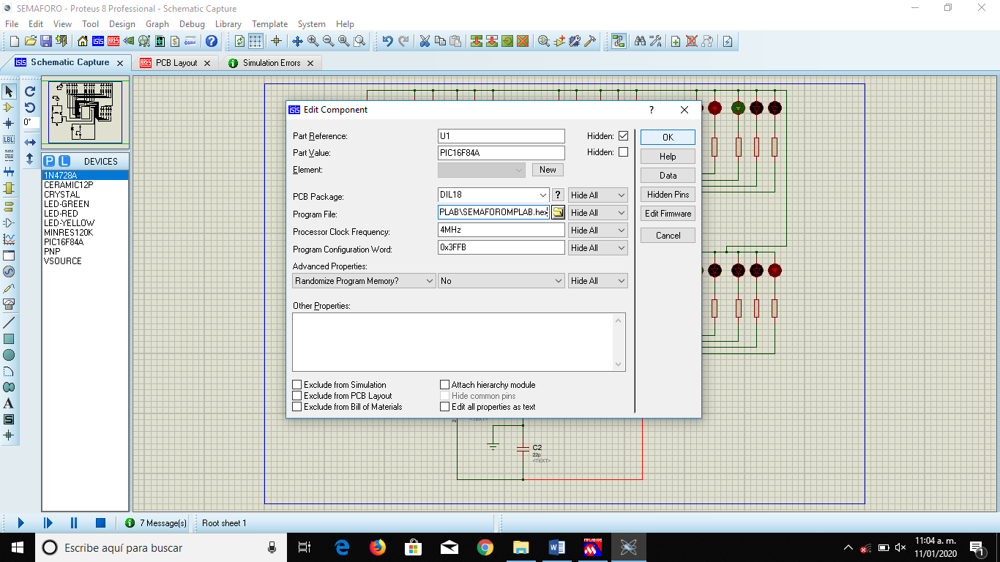 SEMAFORO - Proteus 8 Professional - Schematic Capture
File Edit View Tool Design Graph Debug Library Template System Help
Schematic Capture
PCB Layout
Simulation Errors
0°
P L DEVICES
1N4728A
CERAMIC12P
CRYSTAL
LED-GREEN
LED-RED
LED-YELLOW
MINRES120K
PIC16F84A
PNP
VSOURCE
Edit Component
?
Part Reference: U1 Hidden:
Part Value: PIC16F84A Hidden:
Element: New
PCB Package: DIL18 ? Hide All
Program File: PLAB\SEMAFOROMPLAB.hex Hide All
Processor Clock Frequency: 4MHz Hide All
Program Configuration Word: 0x3FFB Hide All
Advanced Properties:
Randomize Program Memory? No Hide All
Other Properties:
Exclude from Simulation
Exclude from PCB Layout
Exclude from Bill of Materials
Attach hierarchy module
Hide common pins
Edit all properties as text
OK
Help
Data
Hidden Pins
Edit Firmware
Cancel
C2
22p
<TEXT>
7 Message(s)
Root sheet 1
Escribe aquí para buscar
11:04 a. m.
11/01/2020
1